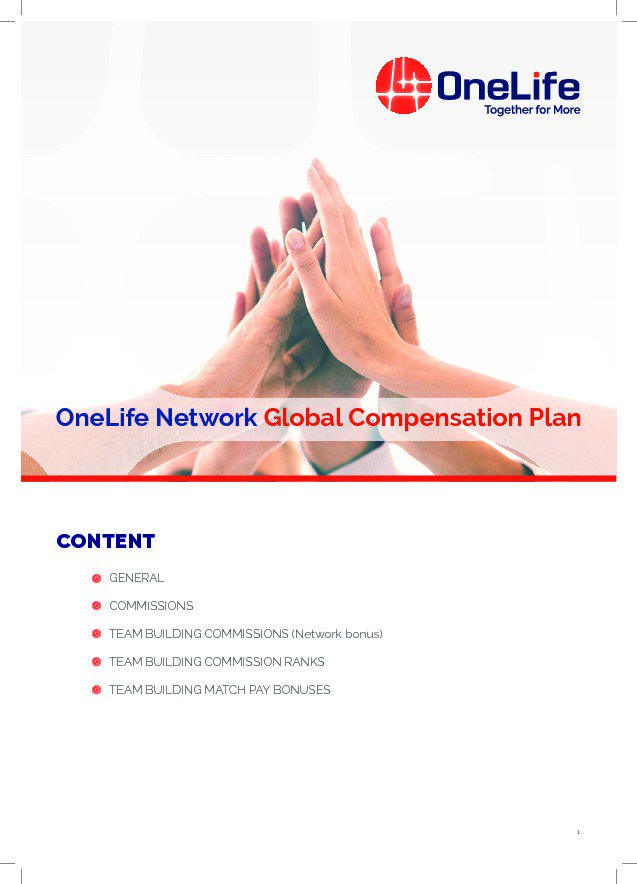 OneLife
Together for More
OneLife Network Global Compensation Plan
CONTENT
GENERAL
COMMISSIONS
TEAM BUILDING COMMISSIONS (Network bonus)
TEAM BUILDING COMMISSION RANKS
TEAM BUILDING MATCH PAY BONUSES
1